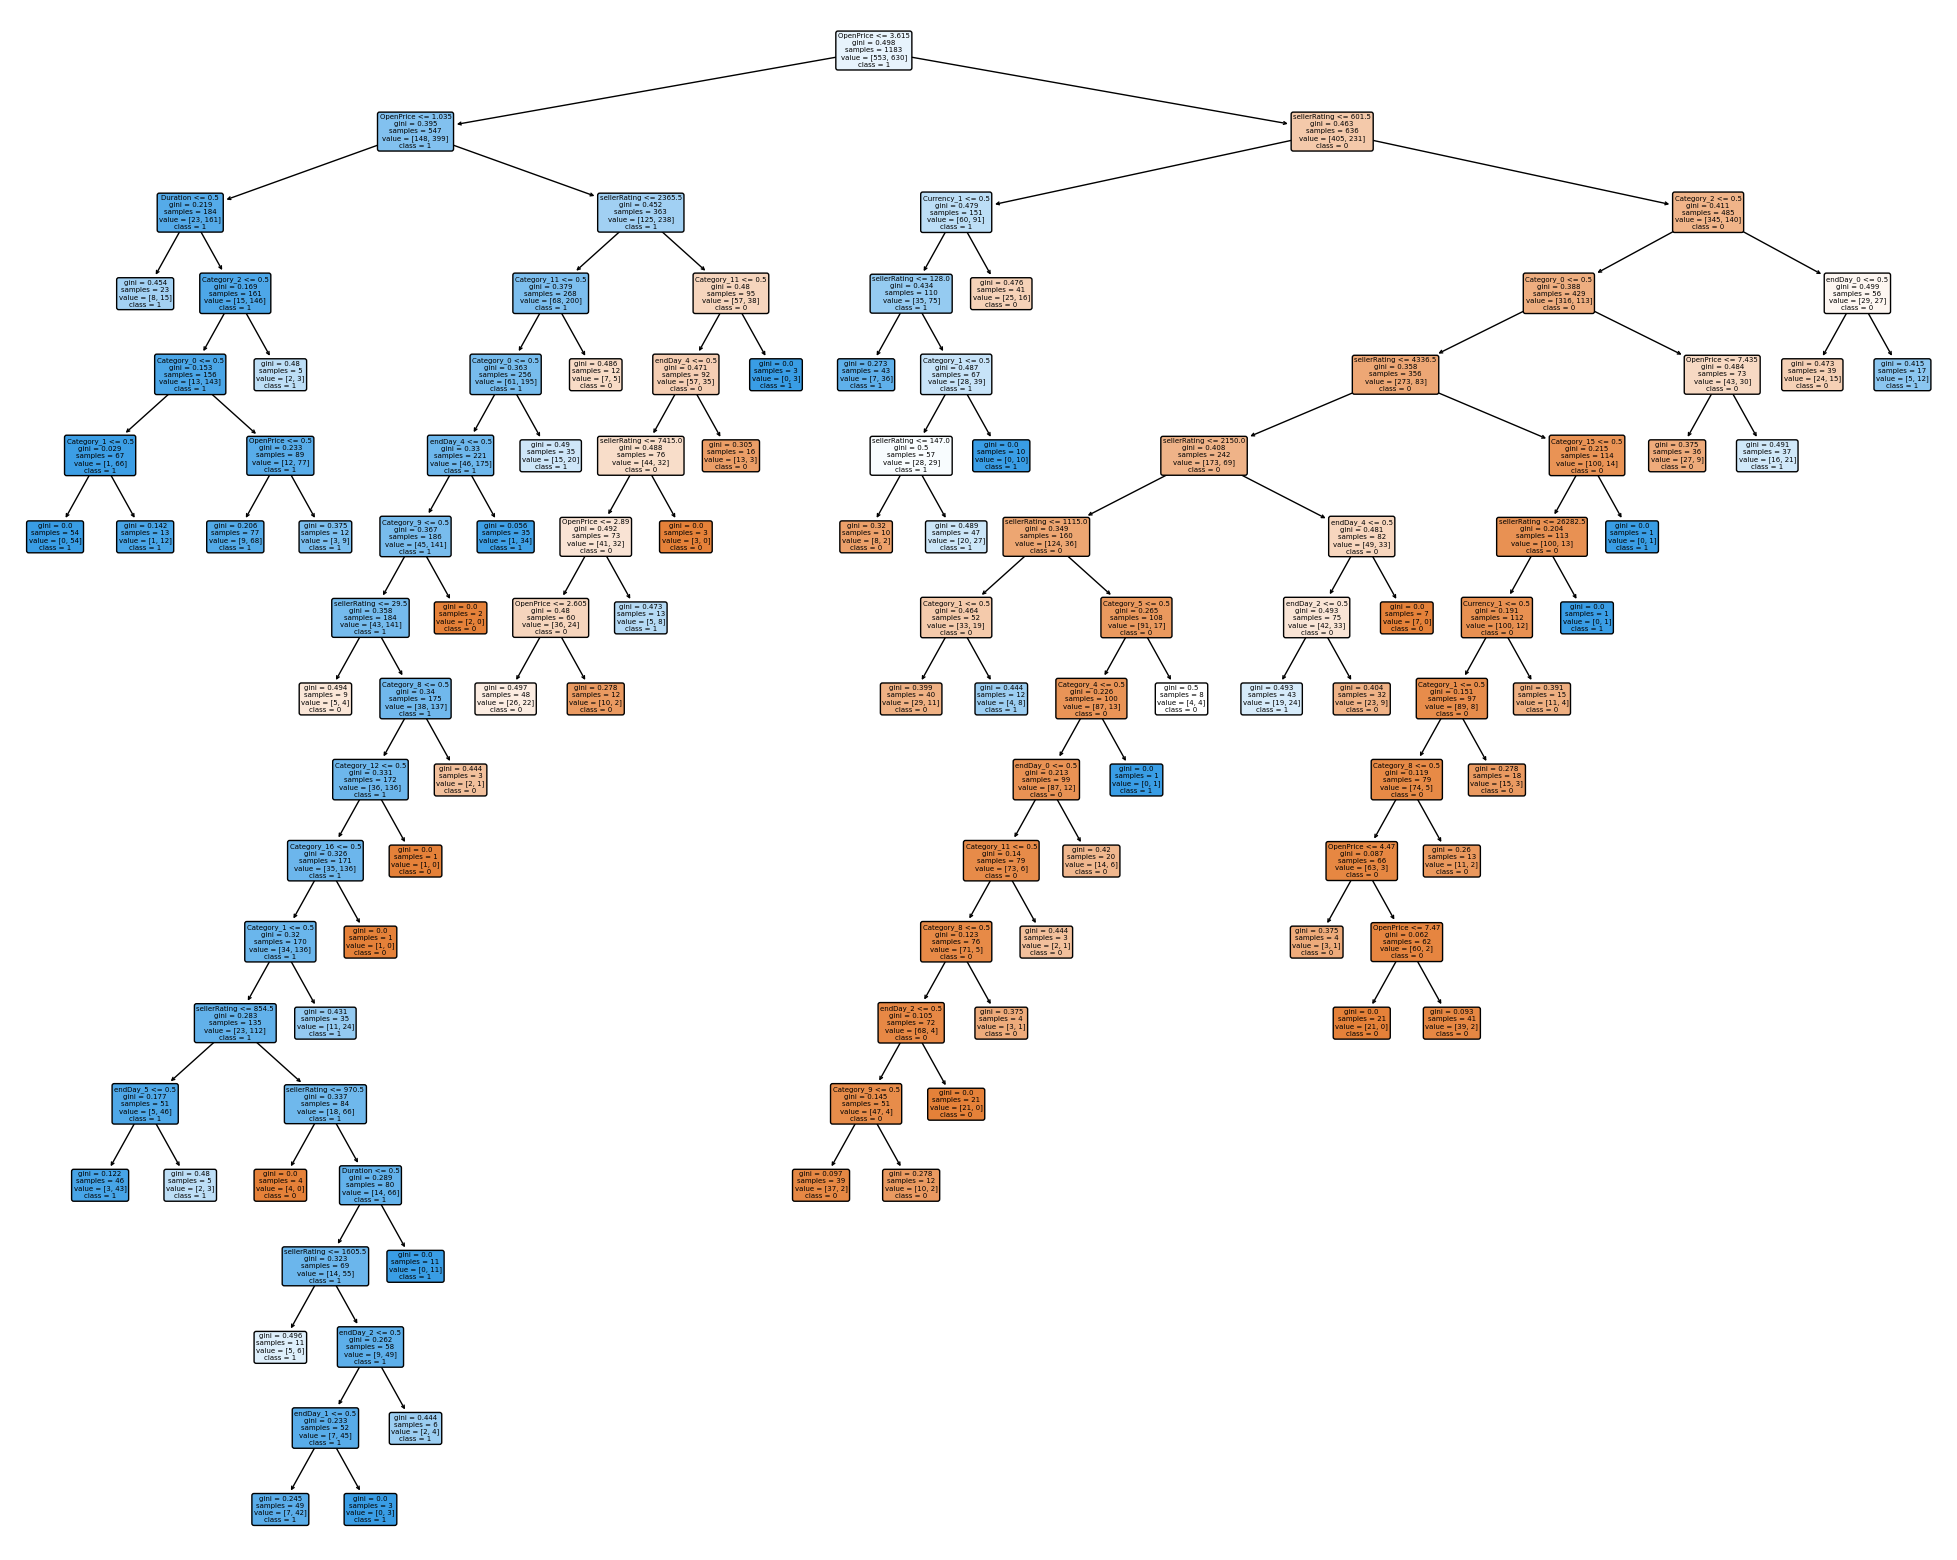 OpenPrice <= 3.615
gini = 0.498
samples = 1183
value = [553, 630]
class = 1
OpenPrice <= 1.035
gini = 0.395
samples = 547
value = [148, 399]
class = 1
sellerRating <= 601.5
gini = 0.463
samples = 636
value = [405, 231]
class = 0
Duration <= 0.5
gini = 0.219
samples = 184
value = [23, 161]
class = 1
sellerRating <= 2365.5
gini = 0.452
samples = 363
value = [125, 238]
class = 1
Currency_1 <= 0.5
gini = 0.479
samples = 151
value = [60, 91]
class = 1
Category_2 <= 0.5
gini = 0.411
samples = 485
value = [345, 140]
class = 0
gini = 0.454
samples = 23
value = [8, 15]
class = 1
Category_2 <= 0.5
gini = 0.169
samples = 161
value = [15, 146]
class = 1
Category_11 <= 0.5
gini = 0.379
samples = 268
value = [68, 200]
class = 1
Category_11 <= 0.5
gini = 0.48
samples = 95
value = [57, 38]
class = 0
sellerRating <= 128.0
gini = 0.434
samples = 110
value = [35, 75]
class = 1
gini = 0.476
samples = 41
value = [25, 16]
class = 0
Category_0 <= 0.5
gini = 0.388
samples = 429
value = [316, 113]
class = 0
endDay_0 <= 0.5
gini = 0.499
samples = 56
value = [29, 27]
class = 0
Category_0 <= 0.5
gini = 0.153
samples = 156
value = [13, 143]
class = 1
gini = 0.48
samples = 5
value = [2, 3]
class = 1
Category_0 <= 0.5
gini = 0.363
samples = 256
value = [61, 195]
class = 1
gini = 0.486
samples = 12
value = [7, 5]
class = 0
endDay_4 <= 0.5
gini = 0.471
samples = 92
value = [57, 35]
class = 0
gini = 0.0
samples = 3
value = [0, 3]
class = 1
gini = 0.273
samples = 43
value = [7, 36]
class = 1
Category_1 <= 0.5
gini = 0.487
samples = 67
value = [28, 39]
class = 1
sellerRating <= 4336.5
gini = 0.358
samples = 356
value = [273, 83]
class = 0
OpenPrice <= 7.435
gini = 0.484
samples = 73
value = [43, 30]
class = 0
gini = 0.473
samples = 39
value = [24, 15]
class = 0
gini = 0.415
samples = 17
value = [5, 12]
class = 1
Category_1 <= 0.5
gini = 0.029
samples = 67
value = [1, 66]
class = 1
OpenPrice <= 0.5
gini = 0.233
samples = 89
value = [12, 77]
class = 1
endDay_4 <= 0.5
gini = 0.33
samples = 221
value = [46, 175]
class = 1
gini = 0.49
samples = 35
value = [15, 20]
class = 1
sellerRating <= 7415.0
gini = 0.488
samples = 76
value = [44, 32]
class = 0
gini = 0.305
samples = 16
value = [13, 3]
class = 0
sellerRating <= 147.0
gini = 0.5
samples = 57
value = [28, 29]
class = 1
gini = 0.0
samples = 10
value = [0, 10]
class = 1
sellerRating <= 2150.0
gini = 0.408
samples = 242
value = [173, 69]
class = 0
Category_15 <= 0.5
gini = 0.215
samples = 114
value = [100, 14]
class = 0
gini = 0.375
samples = 36
value = [27, 9]
class = 0
gini = 0.491
samples = 37
value = [16, 21]
class = 1
gini = 0.0
samples = 54
value = [0, 54]
class = 1
gini = 0.142
samples = 13
value = [1, 12]
class = 1
gini = 0.206
samples = 77
value = [9, 68]
class = 1
gini = 0.375
samples = 12
value = [3, 9]
class = 1
Category_9 <= 0.5
gini = 0.367
samples = 186
value = [45, 141]
class = 1
gini = 0.056
samples = 35
value = [1, 34]
class = 1
OpenPrice <= 2.89
gini = 0.492
samples = 73
value = [41, 32]
class = 0
gini = 0.0
samples = 3
value = [3, 0]
class = 0
gini = 0.32
samples = 10
value = [8, 2]
class = 0
gini = 0.489
samples = 47
value = [20, 27]
class = 1
sellerRating <= 1115.0
gini = 0.349
samples = 160
value = [124, 36]
class = 0
endDay_4 <= 0.5
gini = 0.481
samples = 82
value = [49, 33]
class = 0
sellerRating <= 26282.5
gini = 0.204
samples = 113
value = [100, 13]
class = 0
gini = 0.0
samples = 1
value = [0, 1]
class = 1
sellerRating <= 29.5
gini = 0.358
samples = 184
value = [43, 141]
class = 1
gini = 0.0
samples = 2
value = [2, 0]
class = 0
OpenPrice <= 2.605
gini = 0.48
samples = 60
value = [36, 24]
class = 0
gini = 0.473
samples = 13
value = [5, 8]
class = 1
Category_1 <= 0.5
gini = 0.464
samples = 52
value = [33, 19]
class = 0
Category_5 <= 0.5
gini = 0.265
samples = 108
value = [91, 17]
class = 0
endDay_2 <= 0.5
gini = 0.493
samples = 75
value = [42, 33]
class = 0
gini = 0.0
samples = 7
value = [7, 0]
class = 0
Currency_1 <= 0.5
gini = 0.191
samples = 112
value = [100, 12]
class = 0
gini = 0.0
samples = 1
value = [0, 1]
class = 1
gini = 0.494
samples = 9
value = [5, 4]
class = 0
Category_8 <= 0.5
gini = 0.34
samples = 175
value = [38, 137]
class = 1
gini = 0.497
samples = 48
value = [26, 22]
class = 0
gini = 0.278
samples = 12
value = [10, 2]
class = 0
gini = 0.399
samples = 40
value = [29, 11]
class = 0
gini = 0.444
samples = 12
value = [4, 8]
class = 1
Category_4 <= 0.5
gini = 0.226
samples = 100
value = [87, 13]
class = 0
gini = 0.5
samples = 8
value = [4, 4]
class = 0
gini = 0.493
samples = 43
value = [19, 24]
class = 1
gini = 0.404
samples = 32
value = [23, 9]
class = 0
Category_1 <= 0.5
gini = 0.151
samples = 97
value = [89, 8]
class = 0
gini = 0.391
samples = 15
value = [11, 4]
class = 0
Category_12 <= 0.5
gini = 0.331
samples = 172
value = [36, 136]
class = 1
gini = 0.444
samples = 3
value = [2, 1]
class = 0
endDay_0 <= 0.5
gini = 0.213
samples = 99
value = [87, 12]
class = 0
gini = 0.0
samples = 1
value = [0, 1]
class = 1
Category_8 <= 0.5
gini = 0.119
samples = 79
value = [74, 5]
class = 0
gini = 0.278
samples = 18
value = [15, 3]
class = 0
Category_16 <= 0.5
gini = 0.326
samples = 171
value = [35, 136]
class = 1
gini = 0.0
samples = 1
value = [1, 0]
class = 0
Category_11 <= 0.5
gini = 0.14
samples = 79
value = [73, 6]
class = 0
gini = 0.42
samples = 20
value = [14, 6]
class = 0
OpenPrice <= 4.47
gini = 0.087
samples = 66
value = [63, 3]
class = 0
gini = 0.26
samples = 13
value = [11, 2]
class = 0
Category_1 <= 0.5
gini = 0.32
samples = 170
value = [34, 136]
class = 1
gini = 0.0
samples = 1
value = [1, 0]
class = 0
Category_8 <= 0.5
gini = 0.123
samples = 76
value = [71, 5]
class = 0
gini = 0.444
samples = 3
value = [2, 1]
class = 0
gini = 0.375
samples = 4
value = [3, 1]
class = 0
OpenPrice <= 7.47
gini = 0.062
samples = 62
value = [60, 2]
class = 0
sellerRating <= 854.5
gini = 0.283
samples = 135
value = [23, 112]
class = 1
gini = 0.431
samples = 35
value = [11, 24]
class = 1
endDay_2 <= 0.5
gini = 0.105
samples = 72
value = [68, 4]
class = 0
gini = 0.375
samples = 4
value = [3, 1]
class = 0
gini = 0.0
samples = 21
value = [21, 0]
class = 0
gini = 0.093
samples = 41
value = [39, 2]
class = 0
endDay_5 <= 0.5
gini = 0.177
samples = 51
value = [5, 46]
class = 1
sellerRating <= 970.5
gini = 0.337
samples = 84
value = [18, 66]
class = 1
Category_9 <= 0.5
gini = 0.145
samples = 51
value = [47, 4]
class = 0
gini = 0.0
samples = 21
value = [21, 0]
class = 0
gini = 0.122
samples = 46
value = [3, 43]
class = 1
gini = 0.48
samples = 5
value = [2, 3]
class = 1
gini = 0.0
samples = 4
value = [4, 0]
class = 0
Duration <= 0.5
gini = 0.289
samples = 80
value = [14, 66]
class = 1
gini = 0.097
samples = 39
value = [37, 2]
class = 0
gini = 0.278
samples = 12
value = [10, 2]
class = 0
sellerRating <= 1605.5
gini = 0.323
samples = 69
value = [14, 55]
class = 1
gini = 0.0
samples = 11
value = [0, 11]
class = 1
gini = 0.496
samples = 11
value = [5, 6]
class = 1
endDay_2 <= 0.5
gini = 0.262
samples = 58
value = [9, 49]
class = 1
endDay_1 <= 0.5
gini = 0.233
samples = 52
value = [7, 45]
class = 1
gini = 0.444
samples = 6
value = [2, 4]
class = 1
gini = 0.245
samples = 49
value = [7, 42]
class = 1
gini = 0.0
samples = 3
value = [0, 3]
class = 1